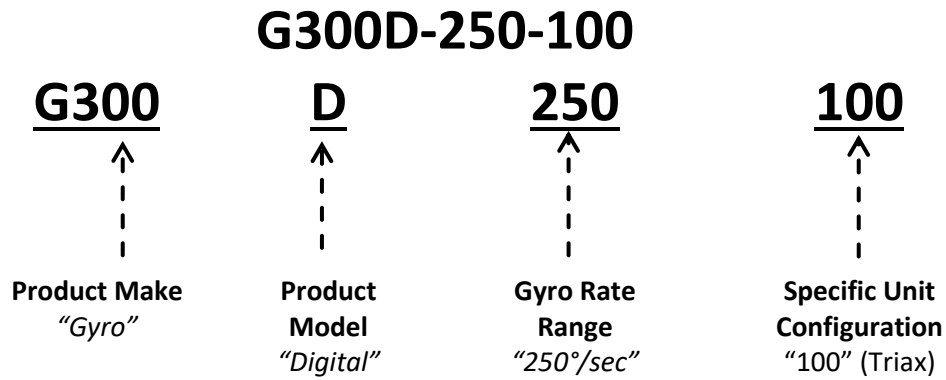 G300D-250-100
G300 D 250 100
Product Make Product Gyro Rate Specific Unit
“Gyro” Model Range Configuration
“Digital” “250°/sec” “100” (Triax)